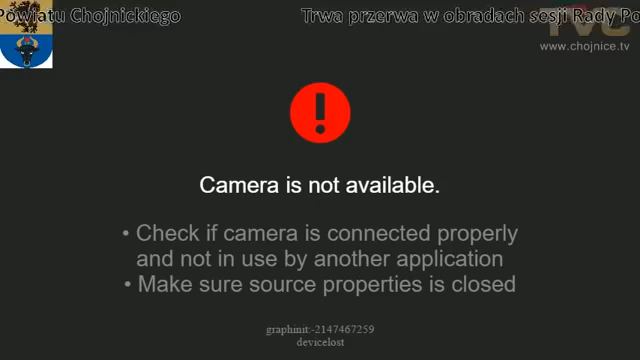 Powiatu Chojnickiego Trwa przerwa w obradach sesji Rady Po
TVC
www.chojnice.tv
Camera is not available.
• Check if camera is connected properly
and not in use by another application
• Make sure source properties is closed
graphinit:-2147467259
devicelost